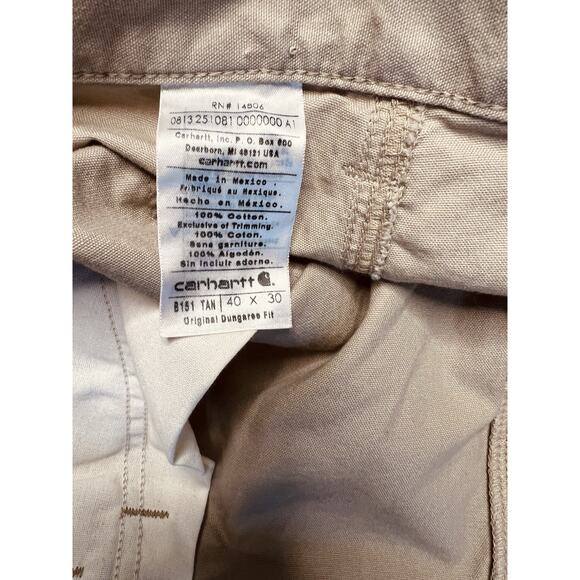 RN# 14806
0813251081 0000000 A1
Carhartt, Inc. P. O. Box 600
Dearborn, MI 48121 USA
carhartt.com
Made in Mexico.
Fabriqué au Mexique.
Hecho en México.
100% Cotton.
Exclusive of Trimming.
100% Coton.
Sans garniture.
100% Algodón.
Sin incluir adorno.
carhartt
B151 TAN 40 X 30
Original Dungaree Fit